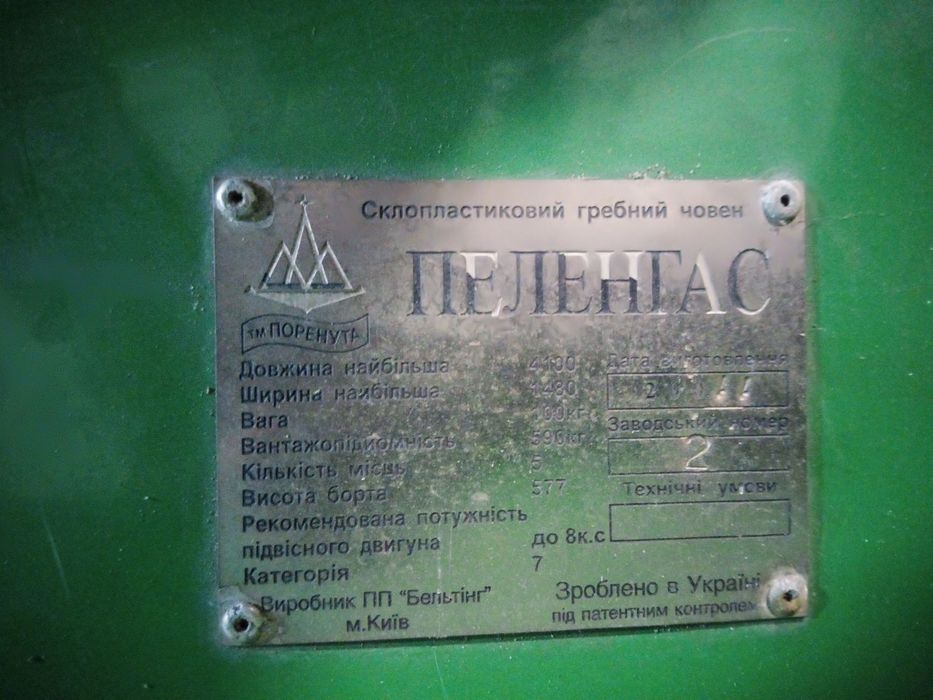 Склопластиковий гребний човен
ПЕЛЕНГАС
ТМ ПОРЕНУТА
Довжина найбільша 4100
Ширина найбільша 1480
Вага 100кг
Вантажопідйомність 590кг
Кількість місць 5
Висота борта 577
Рекомендована потужність
підвісного двигуна до 8к.с
Категорія 7
Дата виготовлення
Заводський номер
2
Технічні умови
Виробник ПП "Бельтінг"
м.Київ
Зроблено в Україні
під патентним контролем